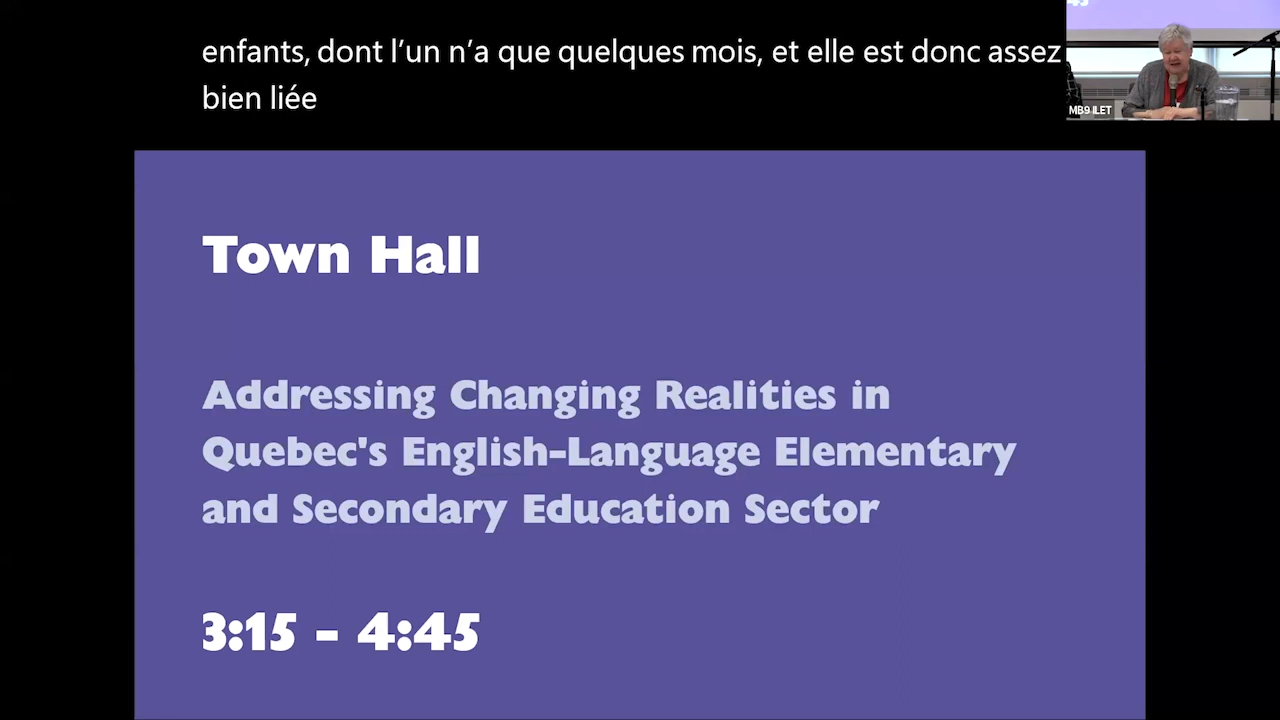 enfants, dont l’un n’a que quelques mois, et elle est donc assez
bien liée
MB9 ILET
Town Hall
Addressing Changing Realities in
Quebec's English-Language Elementary
and Secondary Education Sector
3:15 – 4:45